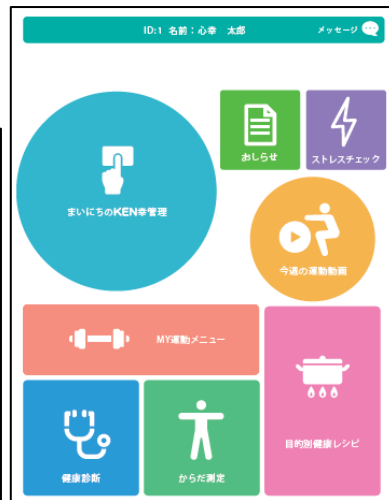 ID:1 名前：心幸　太郎
メッセージ
おしらせ
ストレスチェック
まいにちのKEN幸管理
今週の運動動画
MY運動メニュー
目的別健康レシピ
健康診断
からだ測定